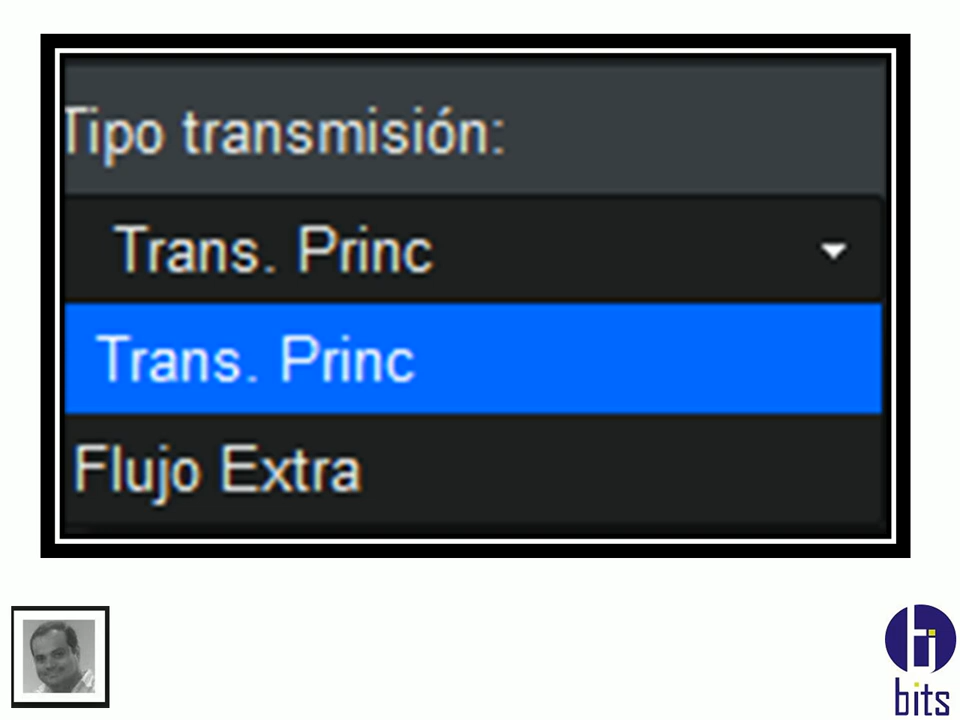 Tipo transmisión:
Trans. Princ
Trans. Princ
Flujo Extra
bits